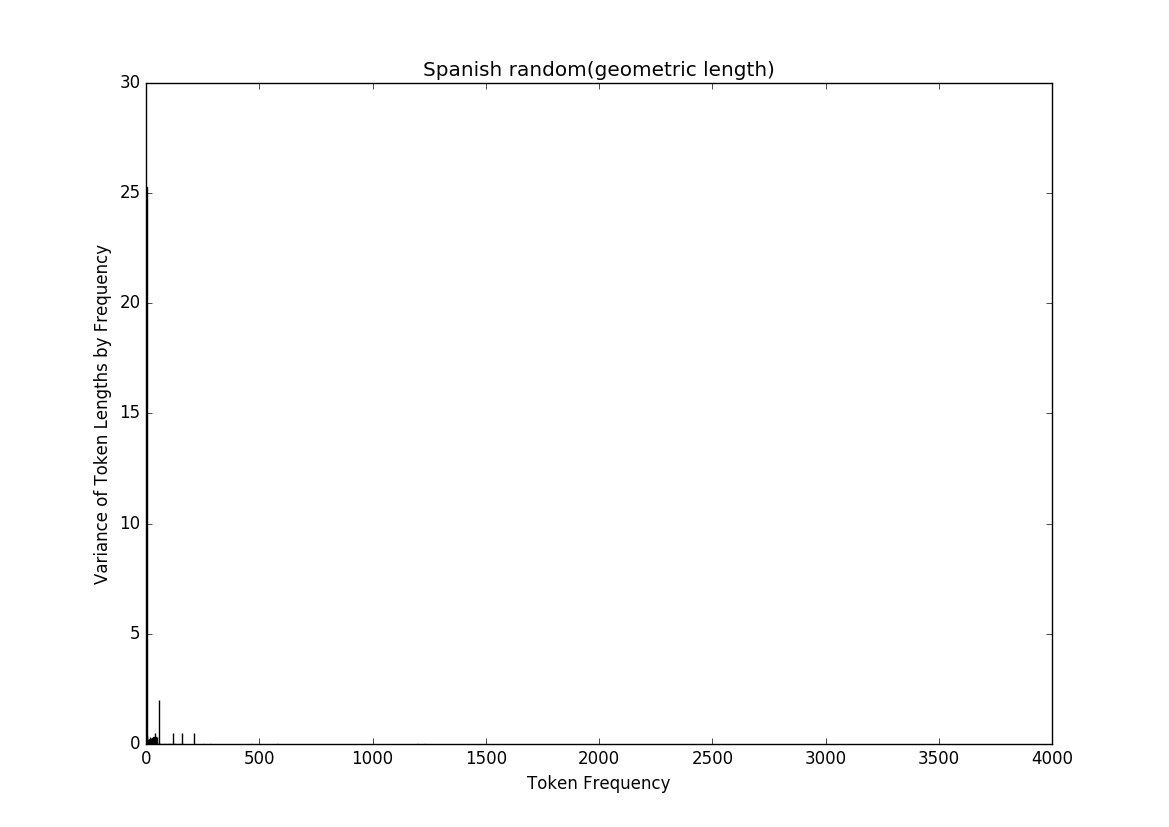 Spanish random(geometric length)
30
25
20
15
10
5
0
Variance of Token Lengths by Frequency
0 500 1000 1500 2000 2500 3000 3500 4000
Token Frequency